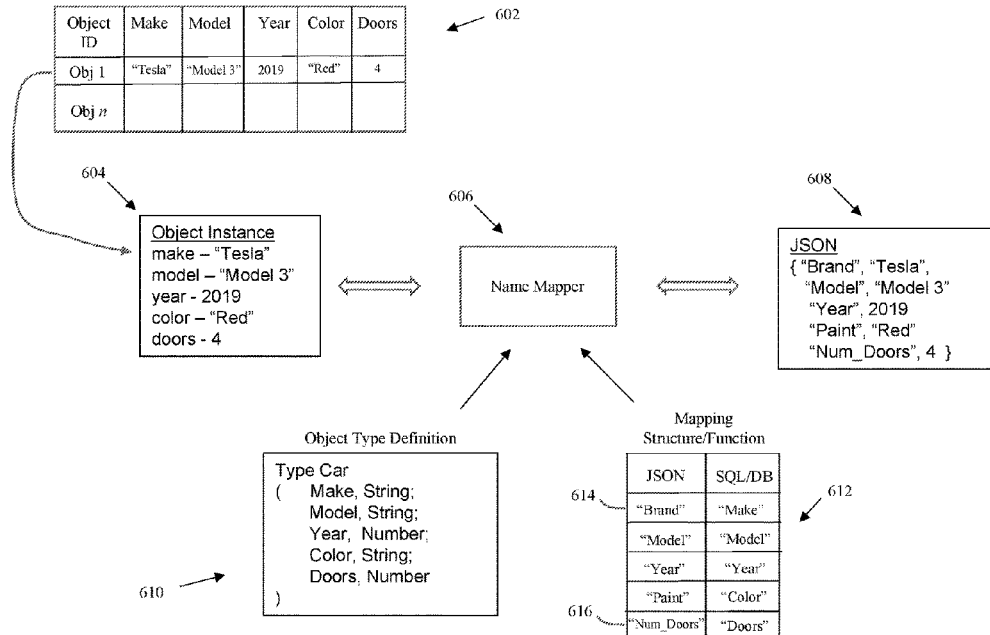 Object ID Make Model Year Color Doors
Obj 1 “Tesla” “Model 3” 2019 “Red” 4
Obj n
602
604
606
608
Object Instance
make – “Tesla”
model – “Model 3”
year - 2019
color – “Red”
doors - 4
Name Mapper
JSON
{ “Brand”, “Tesla”,
“Model”, “Model 3”
“Year”, 2019
“Paint”, “Red”
“Num_Doors”, 4 }
Object Type Definition
Type Car
( Make, String;
Model, String;
Year, Number;
Color, String;
Doors, Number
)
610
Mapping
Structure/Function
JSON SQL/DB
“Brand” “Make”
“Model” “Model”
“Year” “Year”
“Paint” “Color”
“Num_Doors” “Doors”
612
614
616